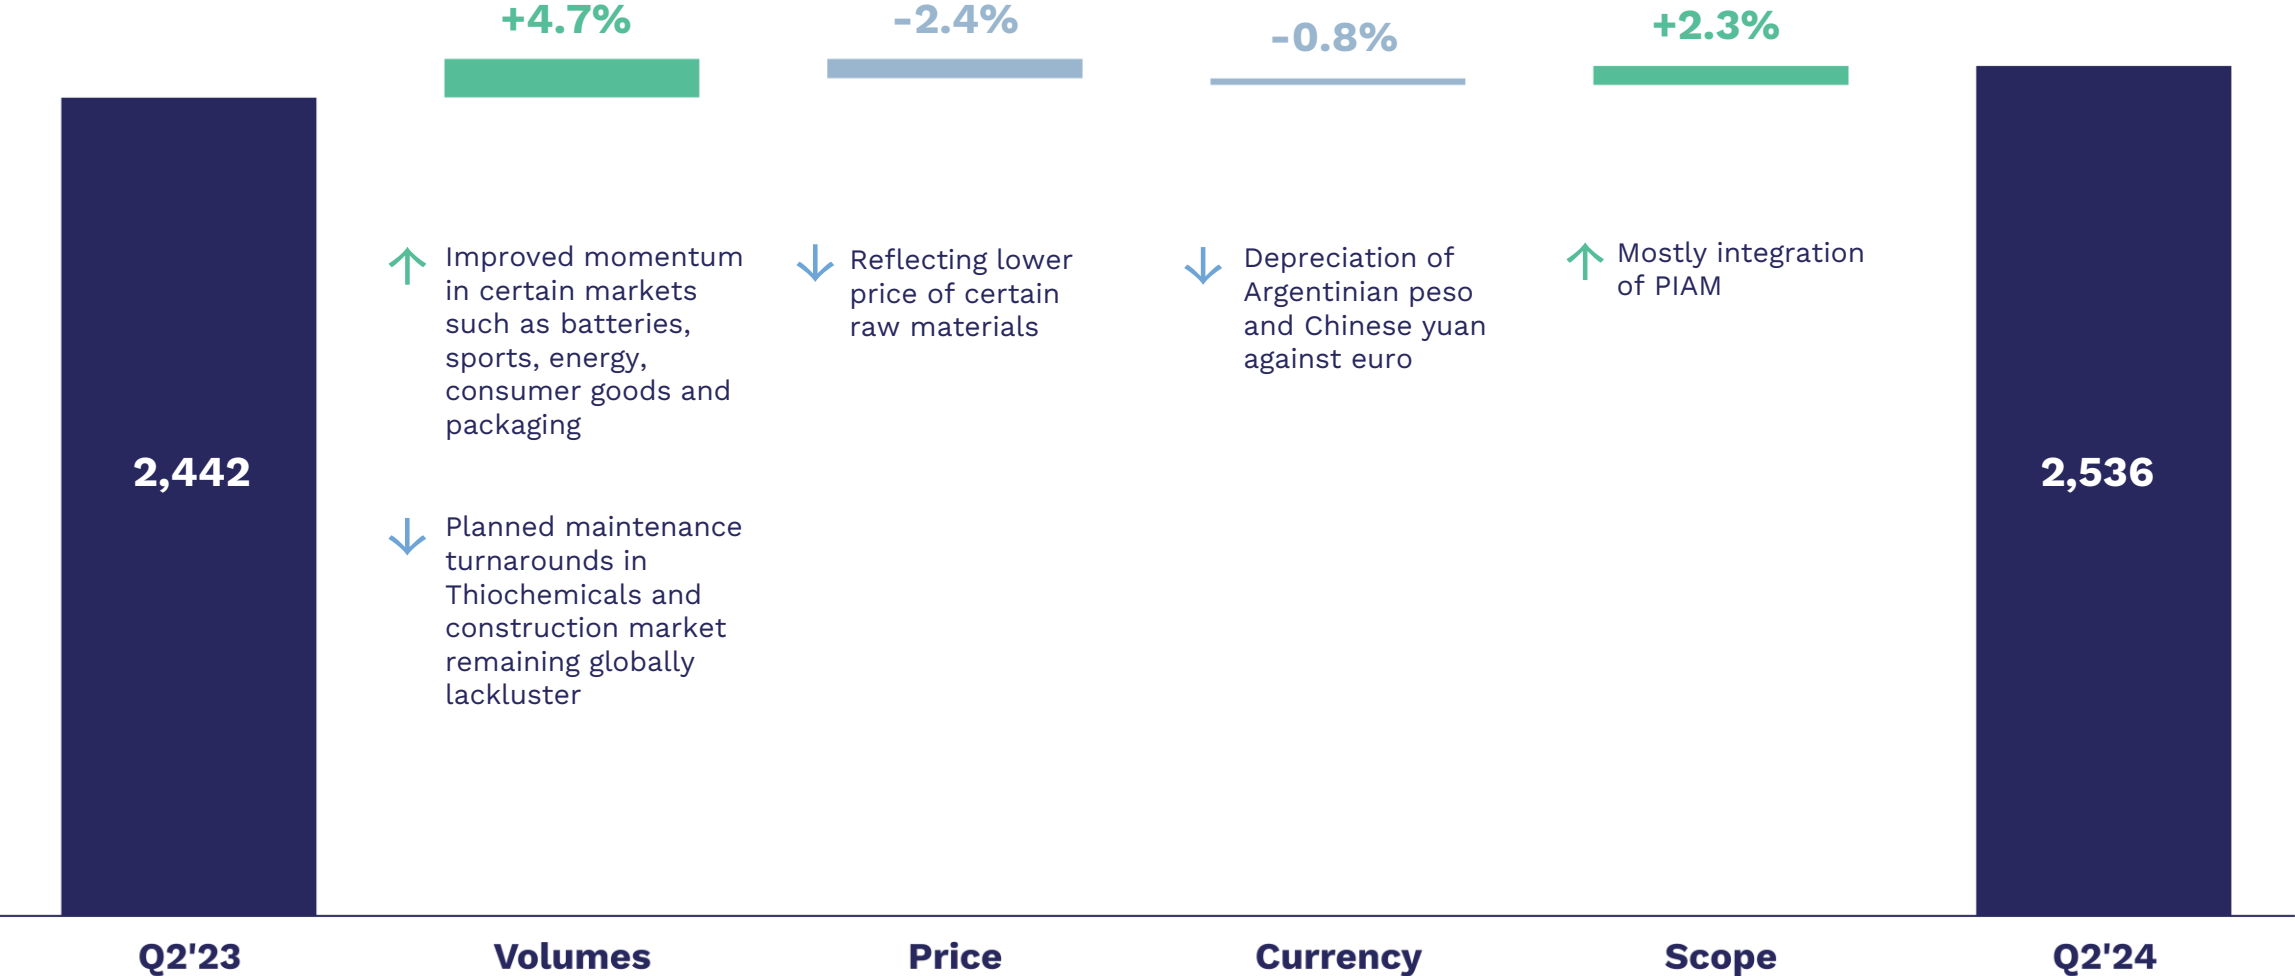 +4.7%
-2.4%
-0.8%
+2.3%
2,442
Improved momentum
in certain markets
such as batteries,
sports, energy,
consumer goods and
packaging
Planned maintenance
turnarounds in
Thiochemicals and
construction market
remaining globally
lackluster
Reflecting lower
price of certain
raw materials
Depreciation of
Argentinian peso
and Chinese yuan
against euro
Mostly integration
of PIAM
2,536
Q2'23
Volumes
Price
Currency
Scope
Q2'24